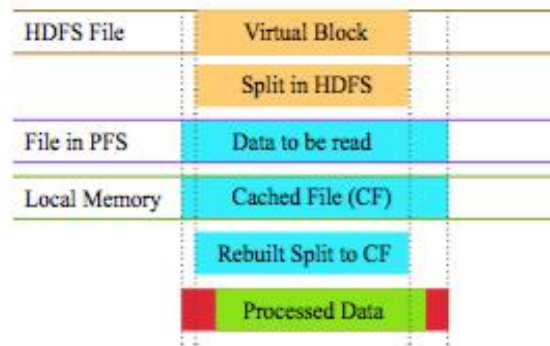 HDFS File Virtual Block
Split in HDFS
File in PFS Data to be read
Local Memory Cached File (CF)
Rebuilt Split to CF
Processed Data